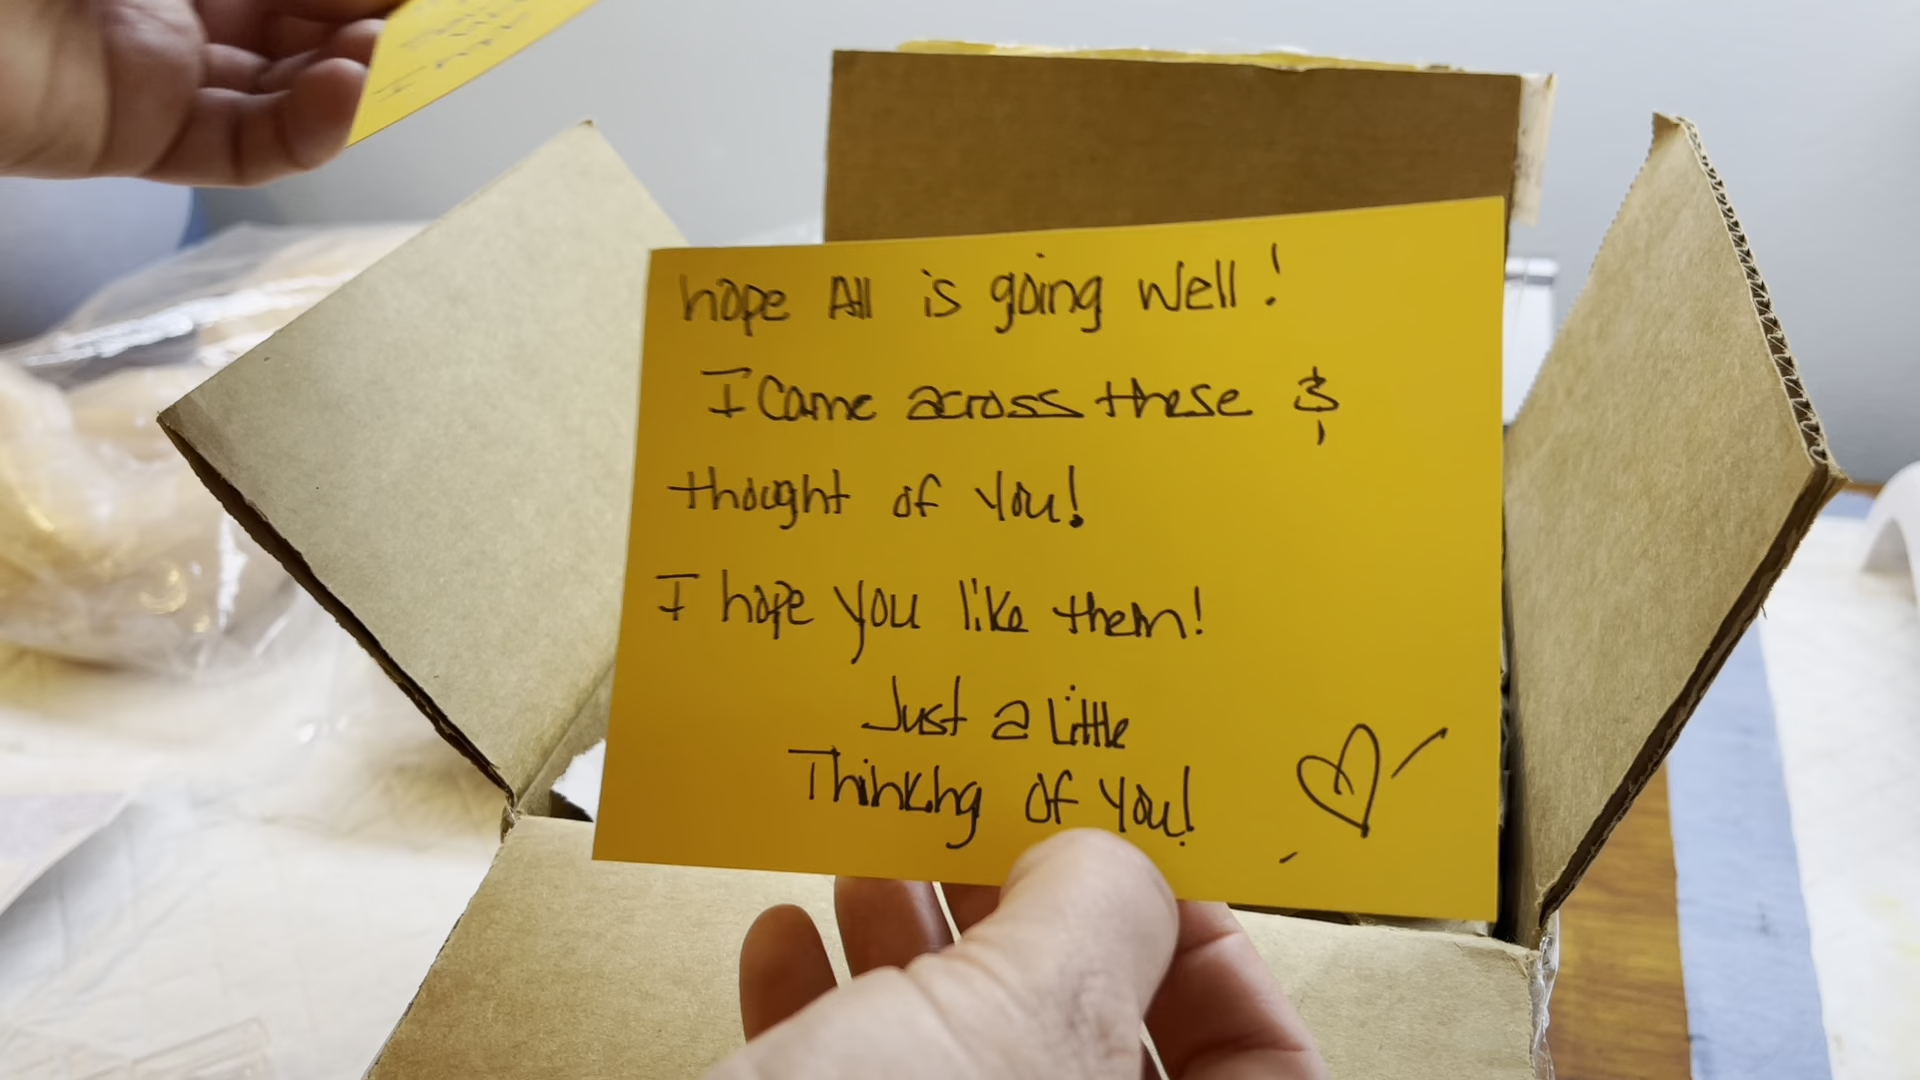 hope All is going well!
I came across these &
thought of you!
I hope you like them!
Just a little
Thinking of you!